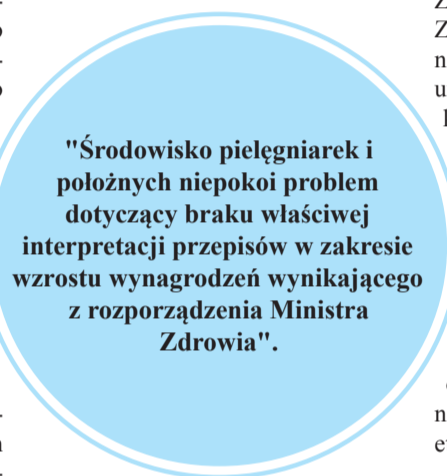 "Środowisko pielęgniarek i
położnych niepokoi problem
dotyczący braku właściwej
interpretacji przepisów w zakresie
wzrostu wynagrodzeń wynikającego
z rozporządzenia Ministra
Zdrowia".